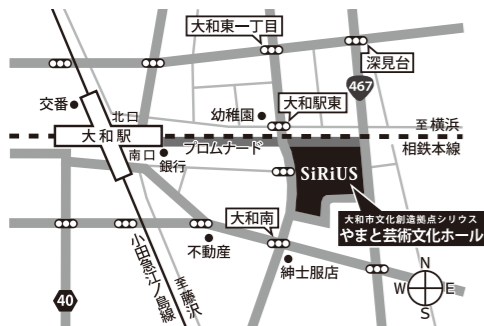 大和東一丁目
深見台
467
交番
北口
幼稚園
大和駅東
至横浜
大和駅
プロムナード
相鉄本線
南口
銀行
SiRiUS
大和市文化創造拠点シリウス
やまと芸術文化ホール
大和南
不動産
紳士服店
小田急江ノ島線
至藤沢
40
N
W
E
S